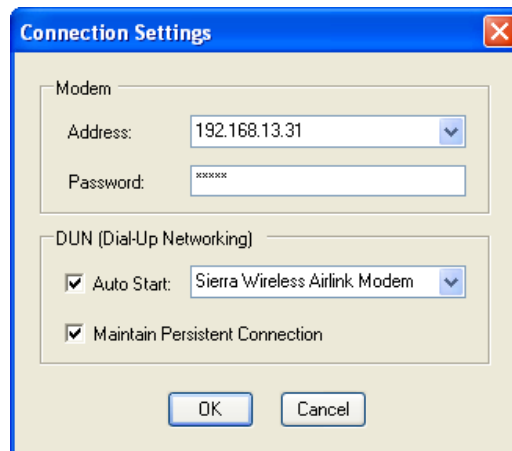 Connection Settings
Modem
Address: 192.168.13.31
Password: *****
DUN (Dial-Up Networking)
Auto Start: Sierra Wireless Airlink Modem
Maintain Persistent Connection
OK Cancel